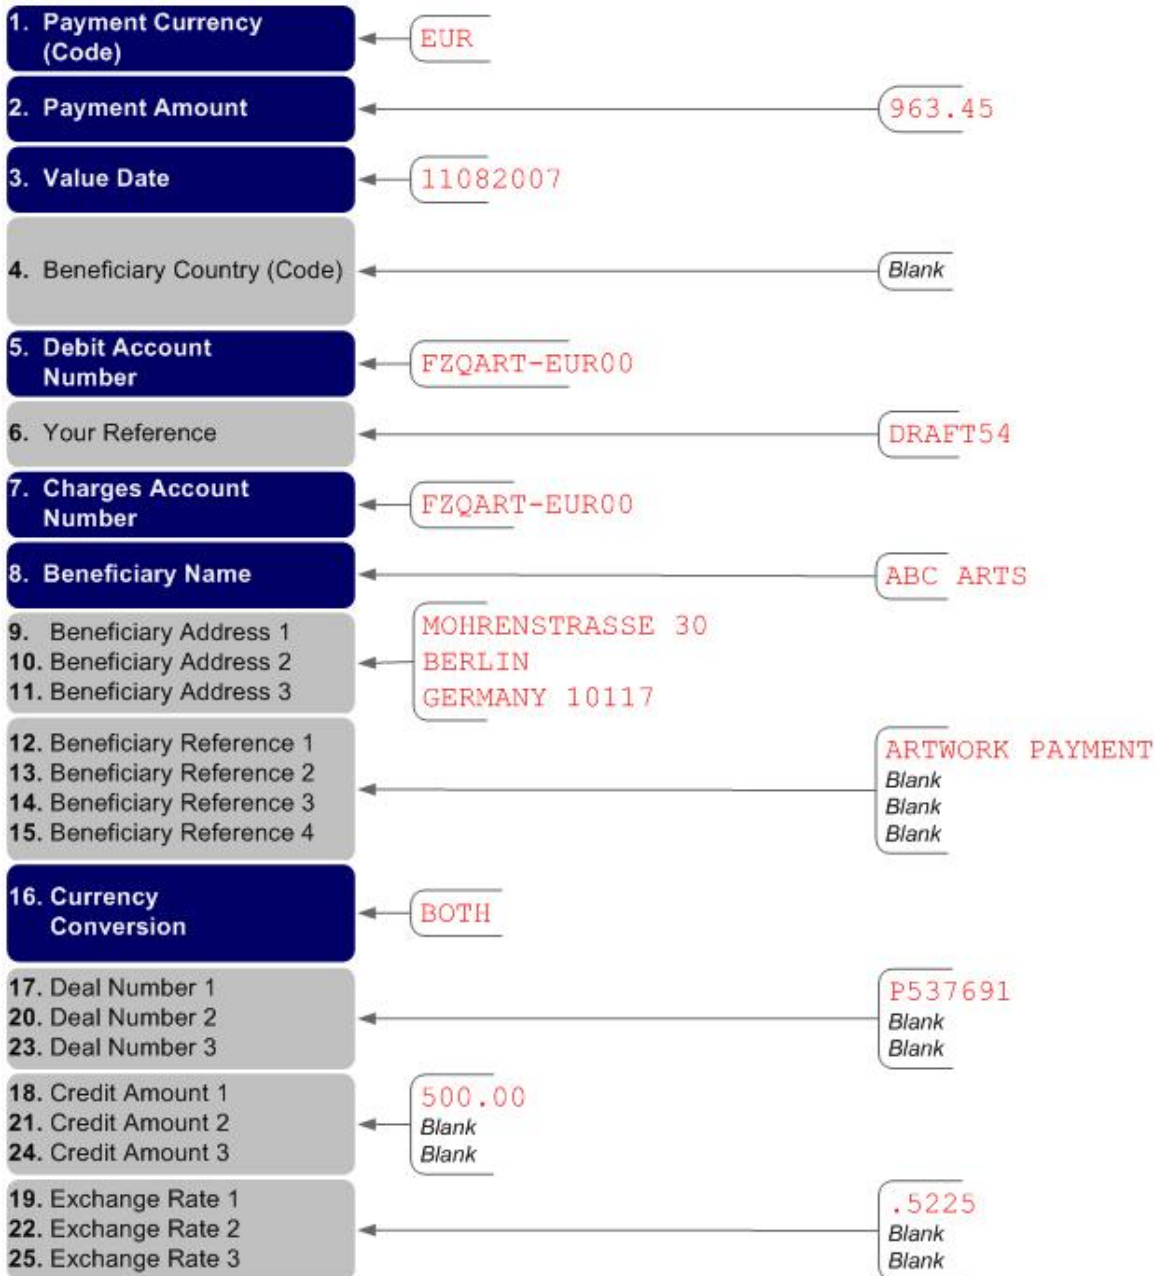 1. Payment Currency
(Code)
EUR
2. Payment Amount
963.45
3. Value Date
11082007
4. Beneficiary Country (Code)
Blank
5. Debit Account
Number
FZQART-EUR00
6. Your Reference
DRAFT54
7. Charges Account
Number
FZQART-EUR00
8. Beneficiary Name
ABC ARTS
9. Beneficiary Address 1
10. Beneficiary Address 2
11. Beneficiary Address 3
MOHRENSTRASSE 30
BERLIN
GERMANY 10117
12. Beneficiary Reference 1
13. Beneficiary Reference 2
14. Beneficiary Reference 3
15. Beneficiary Reference 4
ARTWORK PAYMENT
Blank
Blank
Blank
16. Currency
Conversion
BOTH
17. Deal Number 1
20. Deal Number 2
23. Deal Number 3
P537691
Blank
Blank
18. Credit Amount 1
21. Credit Amount 2
24. Credit Amount 3
500.00
Blank
Blank
19. Exchange Rate 1
22. Exchange Rate 2
25. Exchange Rate 3
.5225
Blank
Blank